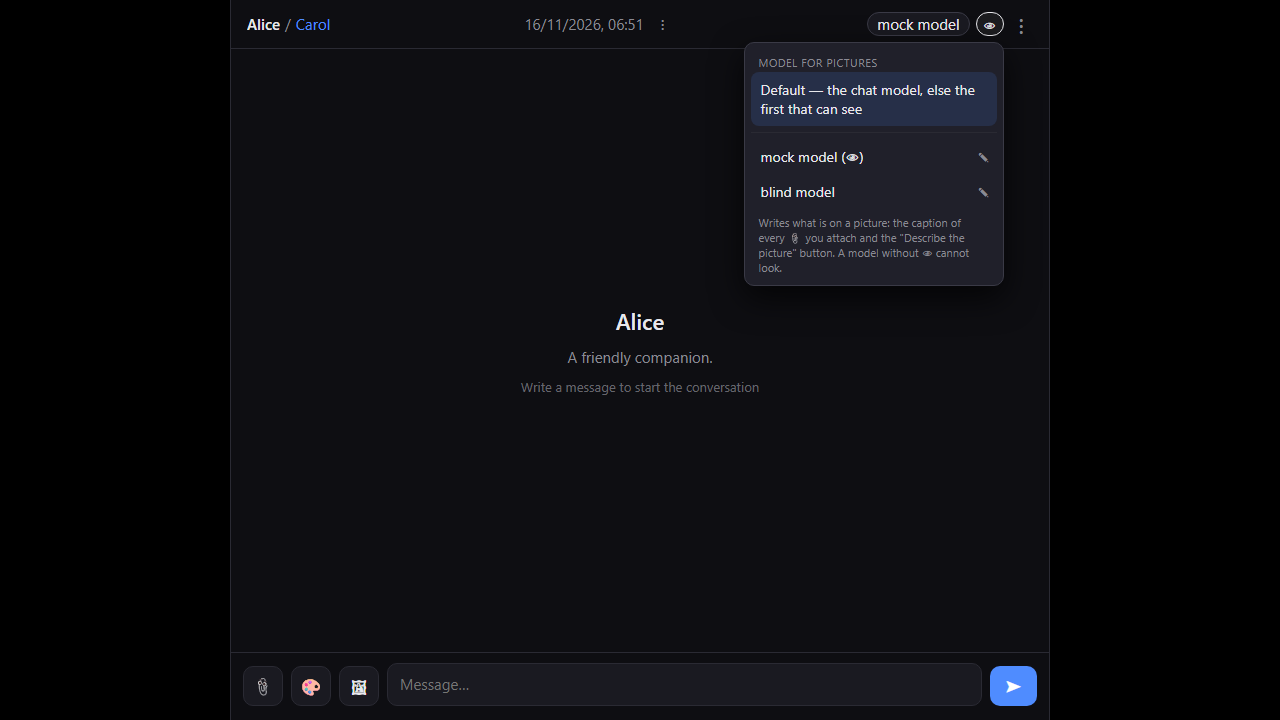 Alice / Carol
16/11/2026, 06:51
mock model
MODEL FOR PICTURES
Default — the chat model, else the
first that can see
mock model (👁)
blind model
Writes what is on a picture: the caption of
every 📎 you attach and the "Describe the
picture" button. A model without 👁 cannot
look.
Alice
A friendly companion.
Write a message to start the conversation
Message...